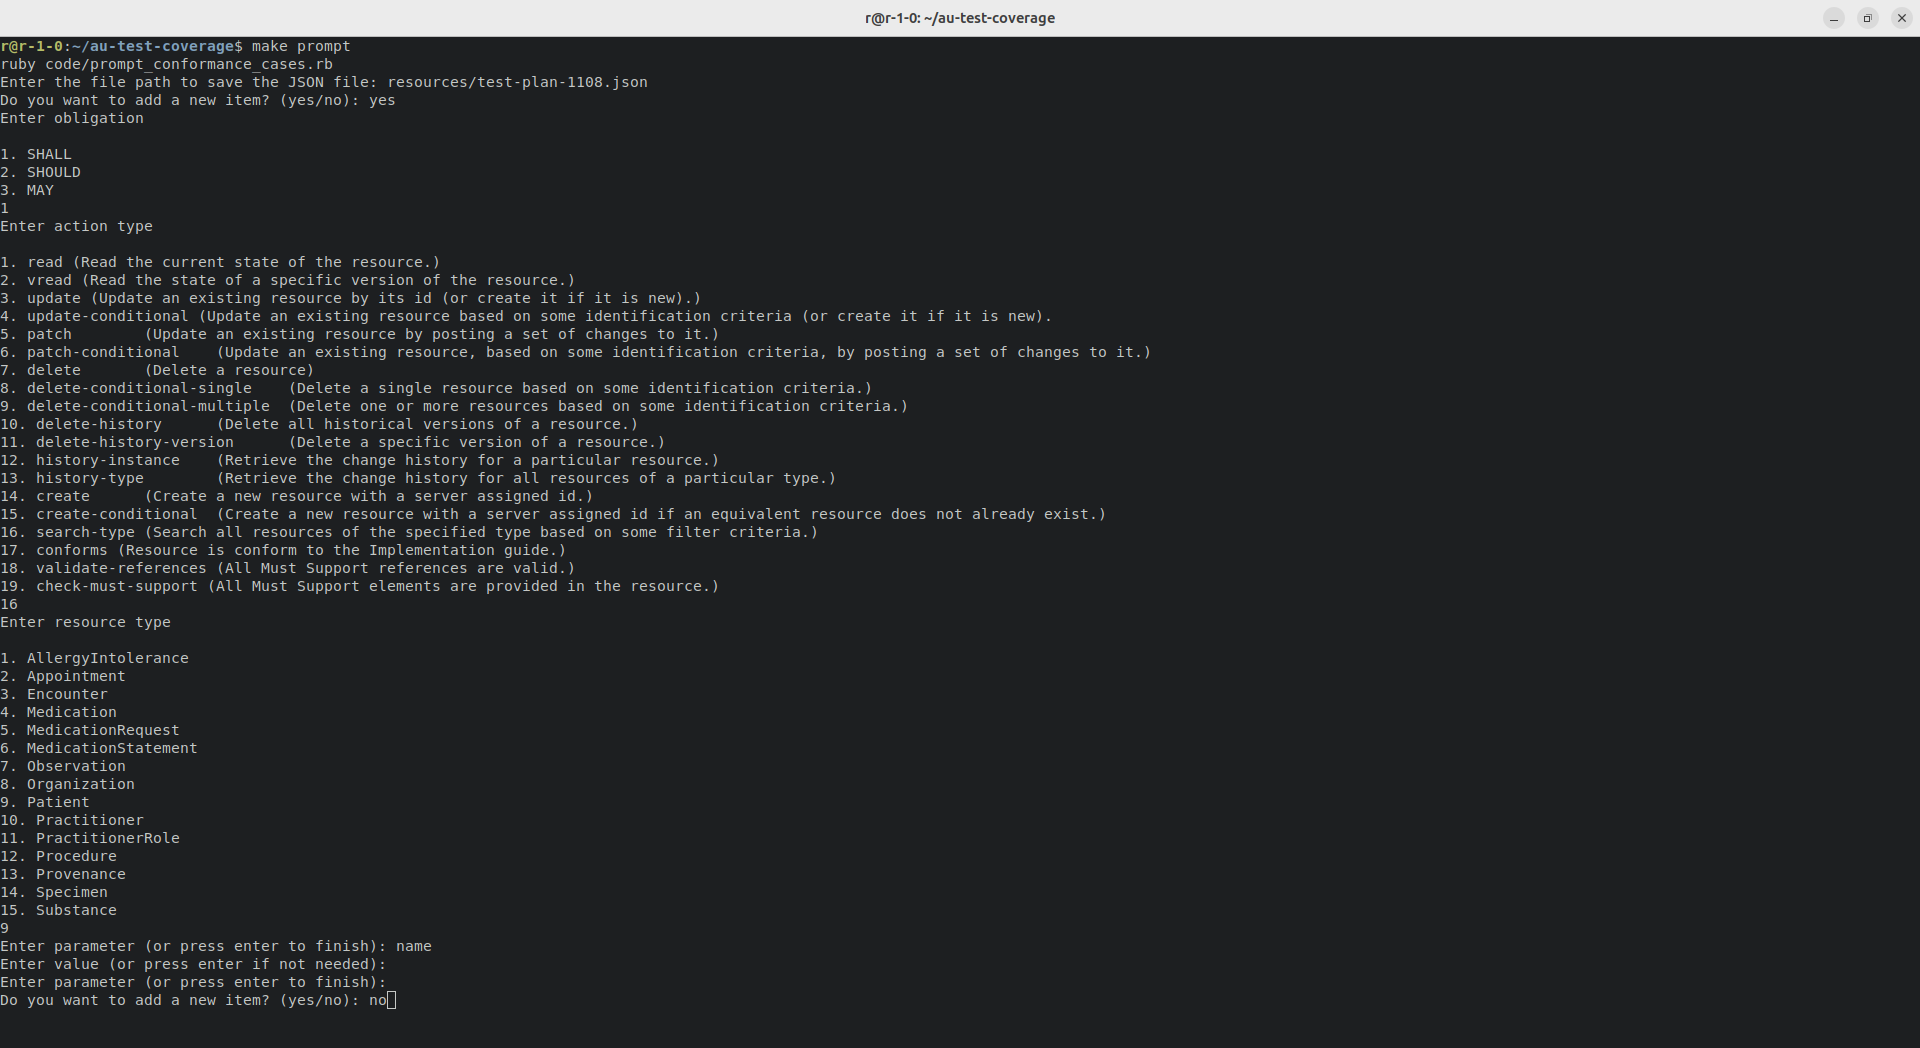 r@r-1-0: ~/au-test-coverage
r@r-1-0:~/au-test-coverage$ make prompt
ruby code/prompt_conformance_cases.rb
Enter the file path to save the JSON file: resources/test-plan-1108.json
Do you want to add a new item? (yes/no): yes
Enter obligation

1. SHALL
2. SHOULD
3. MAY
1
Enter action type

1. read (Read the current state of the resource.)
2. vread (Read the state of a specific version of the resource.)
3. update (Update an existing resource by its id (or create it if it is new).)
4. update-conditional (Update an existing resource based on some identification criteria (or create it if it is new).
5. patch        (Update an existing resource by posting a set of changes to it.)
6. patch-conditional    (Update an existing resource, based on some identification criteria, by posting a set of changes to it.)
7. delete       (Delete a resource)
8. delete-conditional-single    (Delete a single resource based on some identification criteria.)
9. delete-conditional-multiple  (Delete one or more resources based on some identification criteria.)
10. delete-history      (Delete all historical versions of a resource.)
11. delete-history-version      (Delete a specific version of a resource.)
12. history-instance    (Retrieve the change history for a particular resource.)
13. history-type        (Retrieve the change history for all resources of a particular type.)
14. create      (Create a new resource with a server assigned id.)
15. create-conditional  (Create a new resource with a server assigned id if an equivalent resource does not already exist.)
16. search-type (Search all resources of the specified type based on some filter criteria.)
17. conforms (Resource is conform to the Implementation guide.)
18. validate-references (All Must Support references are valid.)
19. check-must-support (All Must Support elements are provided in the resource.)
16
Enter resource type

1. AllergyIntolerance
2. Appointment
3. Encounter
4. Medication
5. MedicationRequest
6. MedicationStatement
7. Observation
8. Organization
9. Patient
10. Practitioner
11. PractitionerRole
12. Procedure
13. Provenance
14. Specimen
15. Substance
9
Enter parameter (or press enter to finish): name
Enter value (or press enter if not needed):
Enter parameter (or press enter to finish):
Do you want to add a new item? (yes/no): no